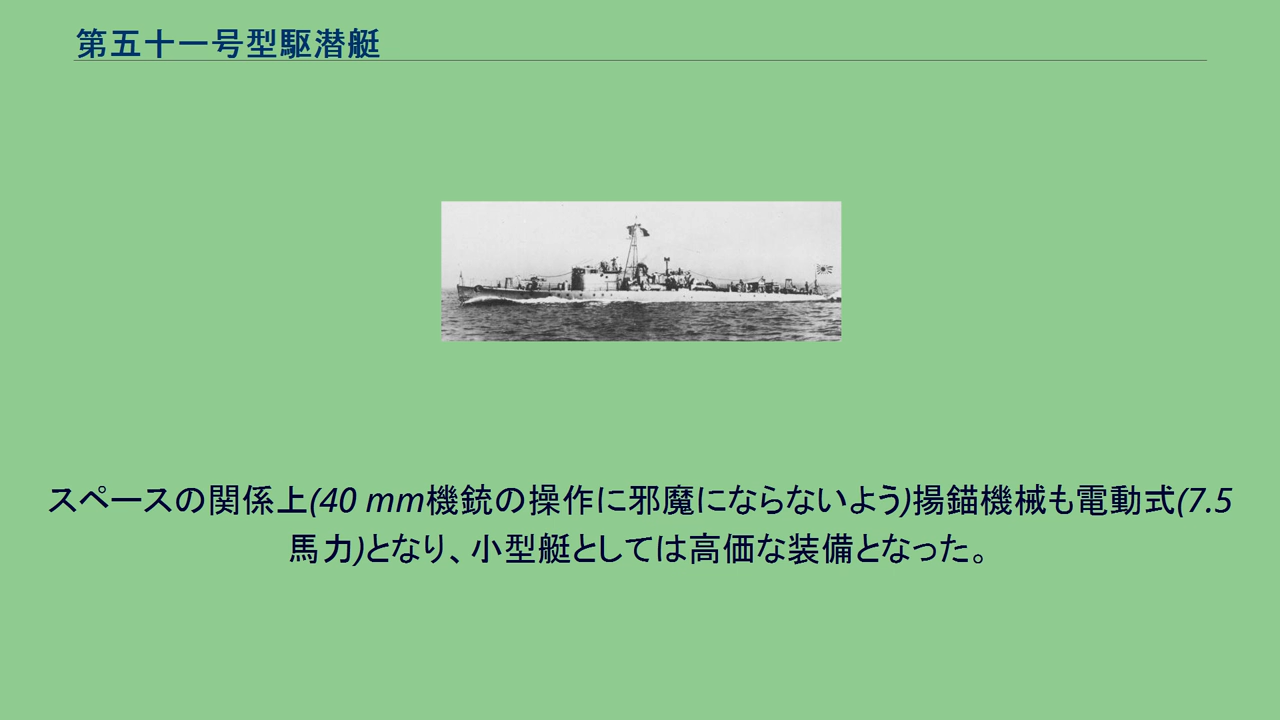 第五十一号型駆潜艇
スペースの関係上(40 mm機銃の操作に邪魔にならないよう)揚錨機械も電動式(7.5
馬力)となり、小型艇としては高価な装備となった。